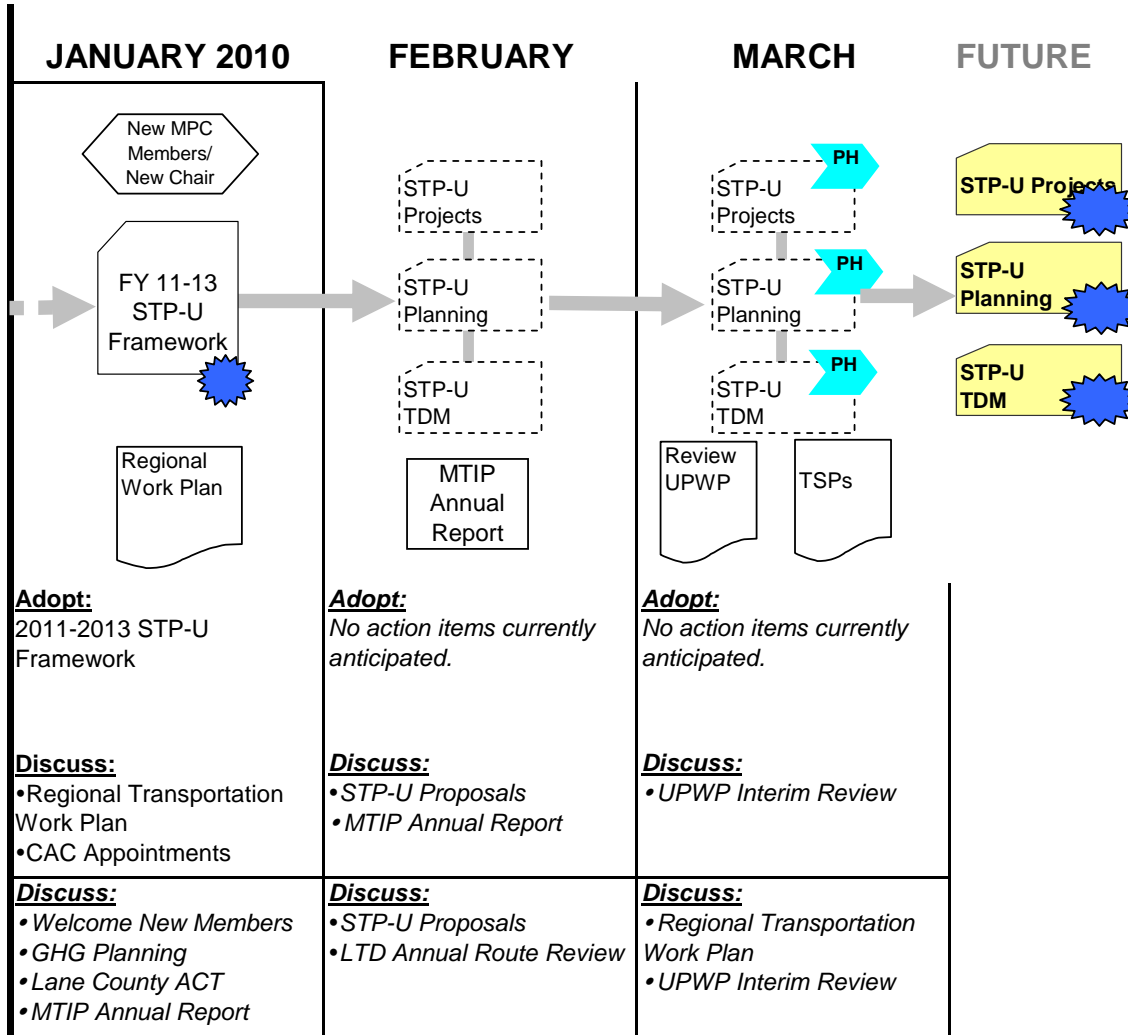 JANUARY 2010
FEBRUARY
MARCH
FUTURE
New MPC
Members/
New Chair
FY 11-13
STP-U
Framework
Regional
Work Plan
STP-U
Projects
STP-U
Planning
STP-U
TDM
MTIP
Annual
Report
PH
STP-U
Projects
PH
STP-U
Planning
PH
STP-U
TDM
Review
UPWP
TSPs
STP-U Projects
STP-U
Planning
STP-U
TDM
Adopt:
2011-2013 STP-U
Framework
Adopt:
No action items currently
anticipated.
Adopt:
No action items currently
anticipated.
Discuss:
•Regional Transportation
Work Plan
•CAC Appointments
Discuss:
•STP-U Proposals
•MTIP Annual Report
Discuss:
•UPWP Interim Review
Discuss:
•Welcome New Members
•GHG Planning
•Lane County ACT
•MTIP Annual Report
Discuss:
•STP-U Proposals
•LTD Annual Route Review
Discuss:
•Regional Transportation
Work Plan
•UPWP Interim Review